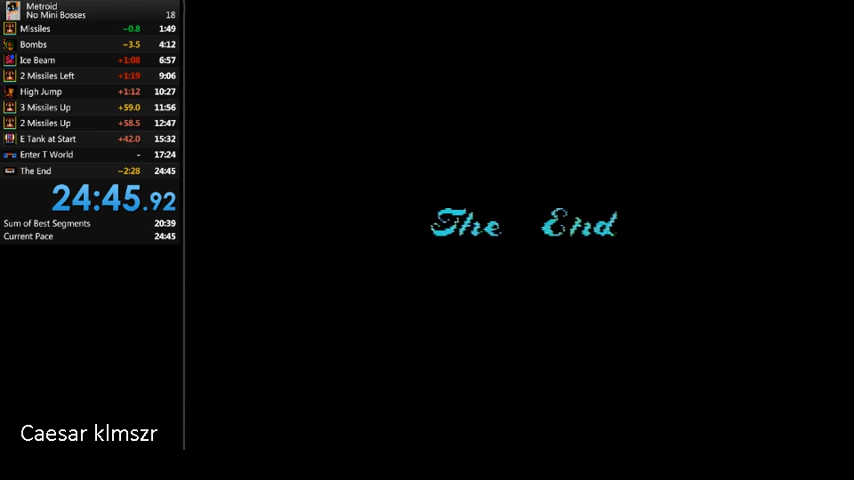 Metroid
No Mini Bosses 18
Missiles -0.8 1:49
Bombs -3.5 4:12
Ice Beam +1:08 6:57
2 Missiles Left +1:19 9:06
High Jump +1:12 10:27
3 Missiles Up +59.0 11:56
2 Missiles Up +58.5 12:47
E Tank at Start +42.0 15:32
Enter T World - 17:24
The End -2:28 24:45
24:45.92
Sum of Best Segments 20:39
Current Pace 24:45
The End
Caesar klmszr